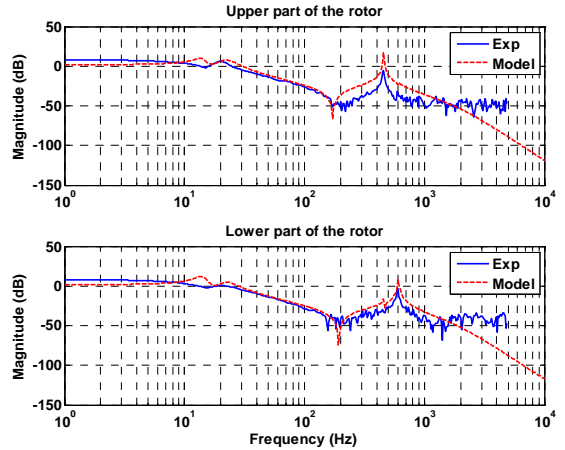 Upper part of the rotor
Magnitude (dB)
50
0
-50
-100
-150
Exp
Model
10^0
10^1
10^2
10^3
10^4
Lower part of the rotor
Magnitude (dB)
50
0
-50
-100
-150
Exp
Model
10^0
10^1
10^2
10^3
10^4
Frequency (Hz)